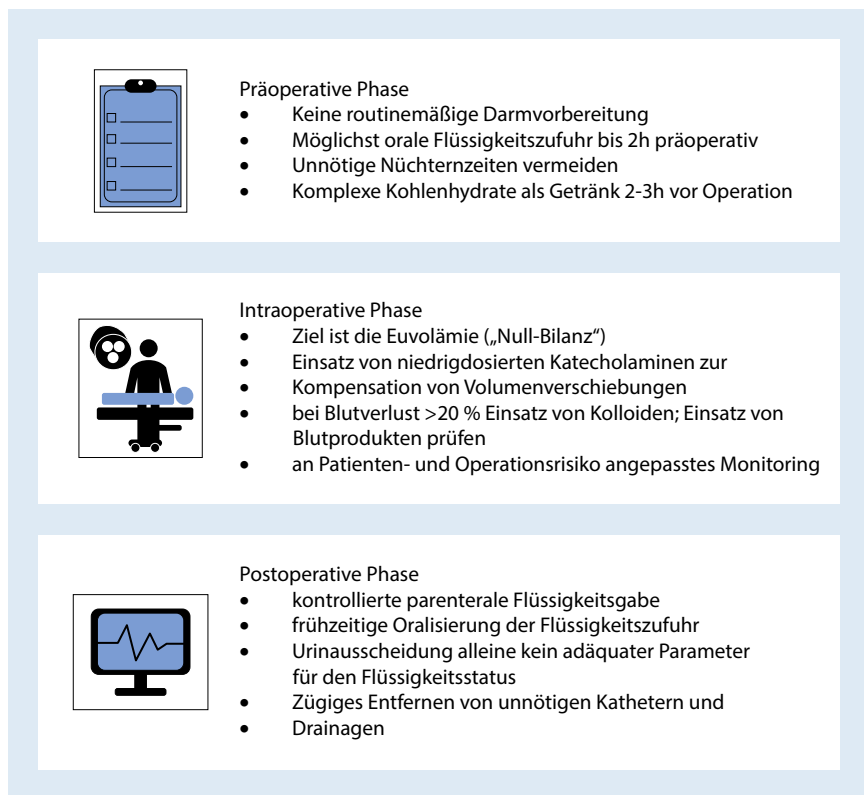 Präoperative Phase
• Keine routinemäßige Darmvorbereitung
• Möglichst orale Flüssigkeitszufuhr bis 2h präoperativ
• Unnötige Nüchternzeiten vermeiden
• Komplexe Kohlenhydrate als Getränk 2-3h vor Operation
Intraoperative Phase
• Ziel ist die Euvolämie („Null-Bilanz“)
• Einsatz von niedrigdosierten Katecholaminen zur
• Kompensation von Volumenverschiebungen
• bei Blutverlust >20 % Einsatz von Kolloiden; Einsatz von
Blutprodukten prüfen
• an Patienten- und Operationsrisiko angepasstes Monitoring
Postoperative Phase
• kontrollierte parenterale Flüssigkeitsgabe
• frühzeitige Oralisierung der Flüssigkeitszufuhr
• Urinausscheidung alleine kein adäquater Parameter
für den Flüssigkeitsstatus
• Zügiges Entfernen von unnötigen Kathetern und
• Drainagen